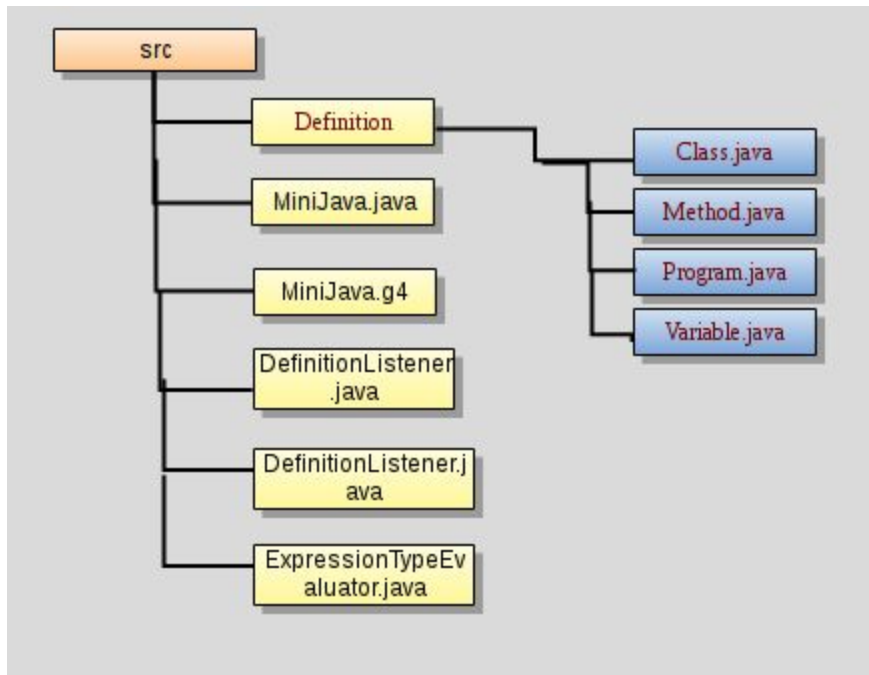 src
Definition
MiniJava.java
MiniJava.g4
DefinitionListener
.java
DefinitionListener.j
ava
ExpressionTypeEv
aluator.java
Class.java
Method.java
Program.java
Variable.java